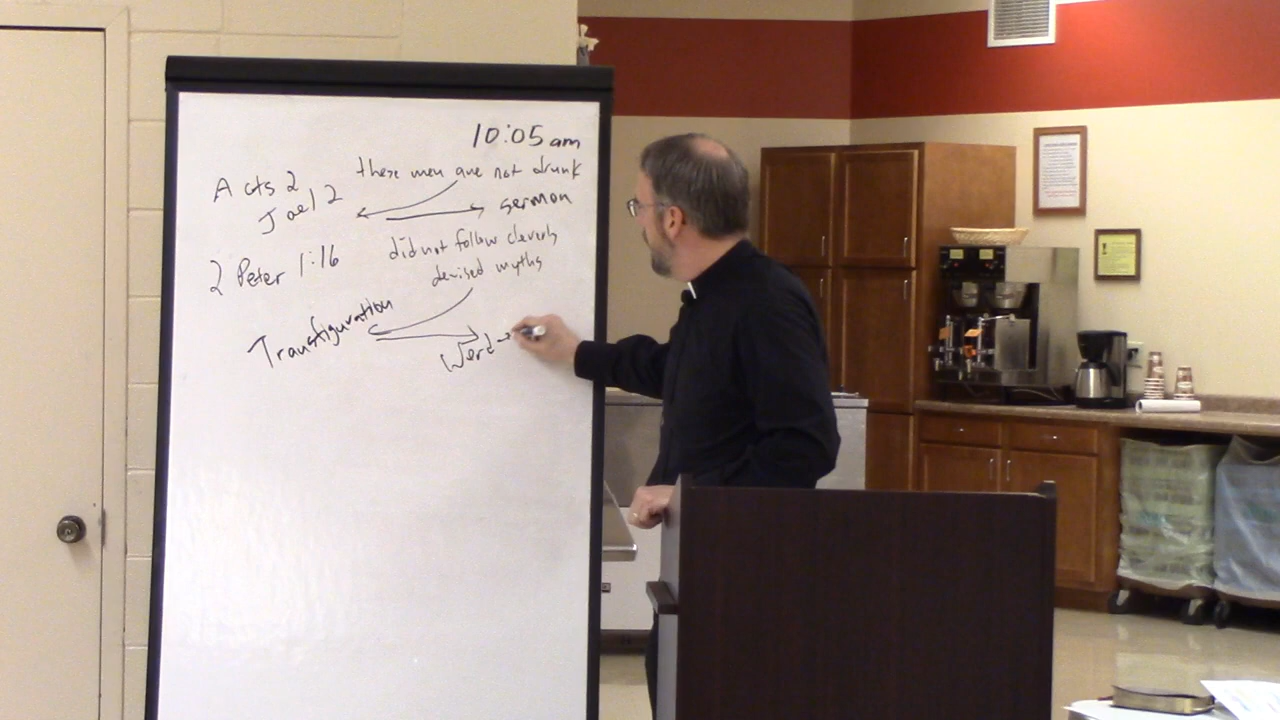 10:05 am
Acts 2 these men are not drunk
Joel 2 sermon
2 Peter 1:16 did not follow cleverly
devised myths
Transfiguration
Word